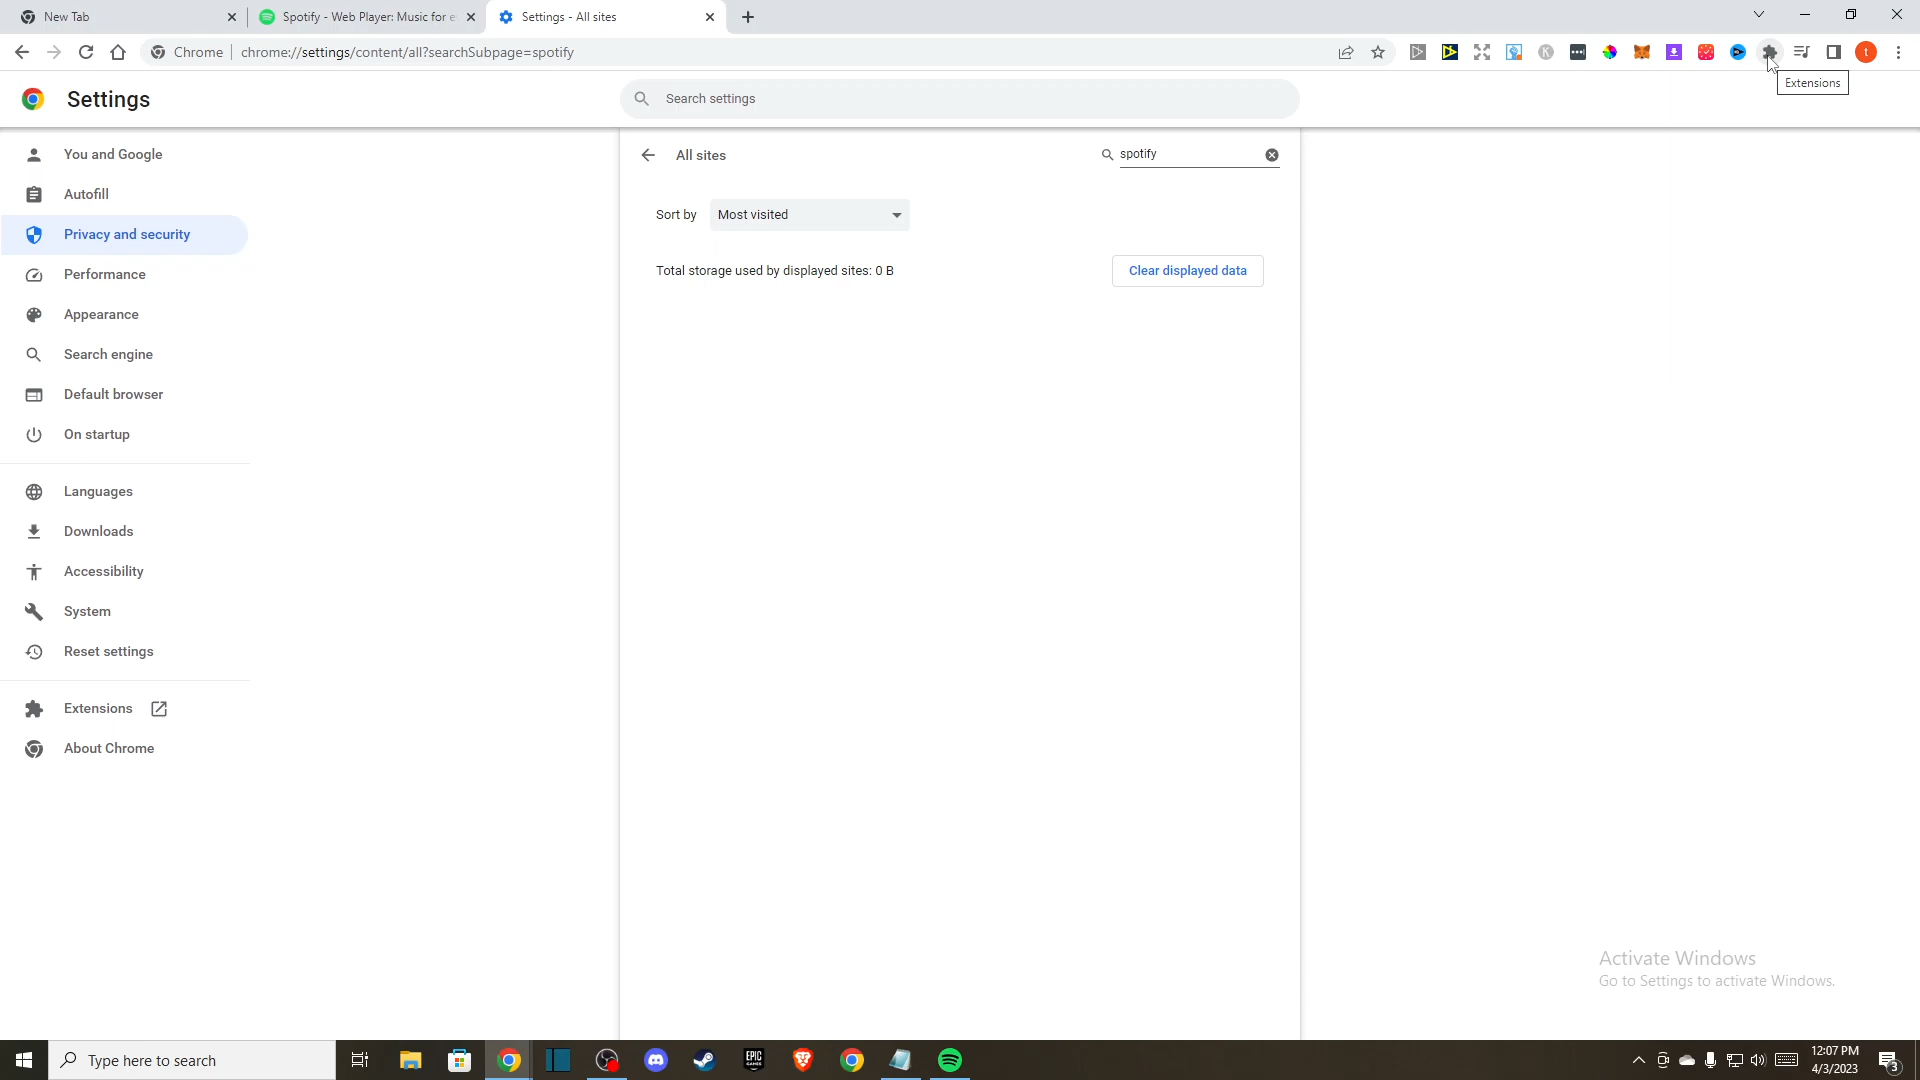 New Tab
Spotify - Web Player: Music for e
Settings - All sites
Chrome
chrome://settings/content/all?searchSubpage=spotify
t
Extensions
Settings
Search settings
You and Google
Autofill
Privacy and security
Performance
Appearance
Search engine
Default browser
On startup
Languages
Downloads
Accessibility
System
Reset settings
Extensions
About Chrome
All sites
spotify
Sort by
Most visited
Total storage used by displayed sites: 0 B
Clear displayed data
Activate Windows
Go to Settings to activate Windows.
Type here to search
EPIC
GAMES
12:07 PM
4/3/2023
3